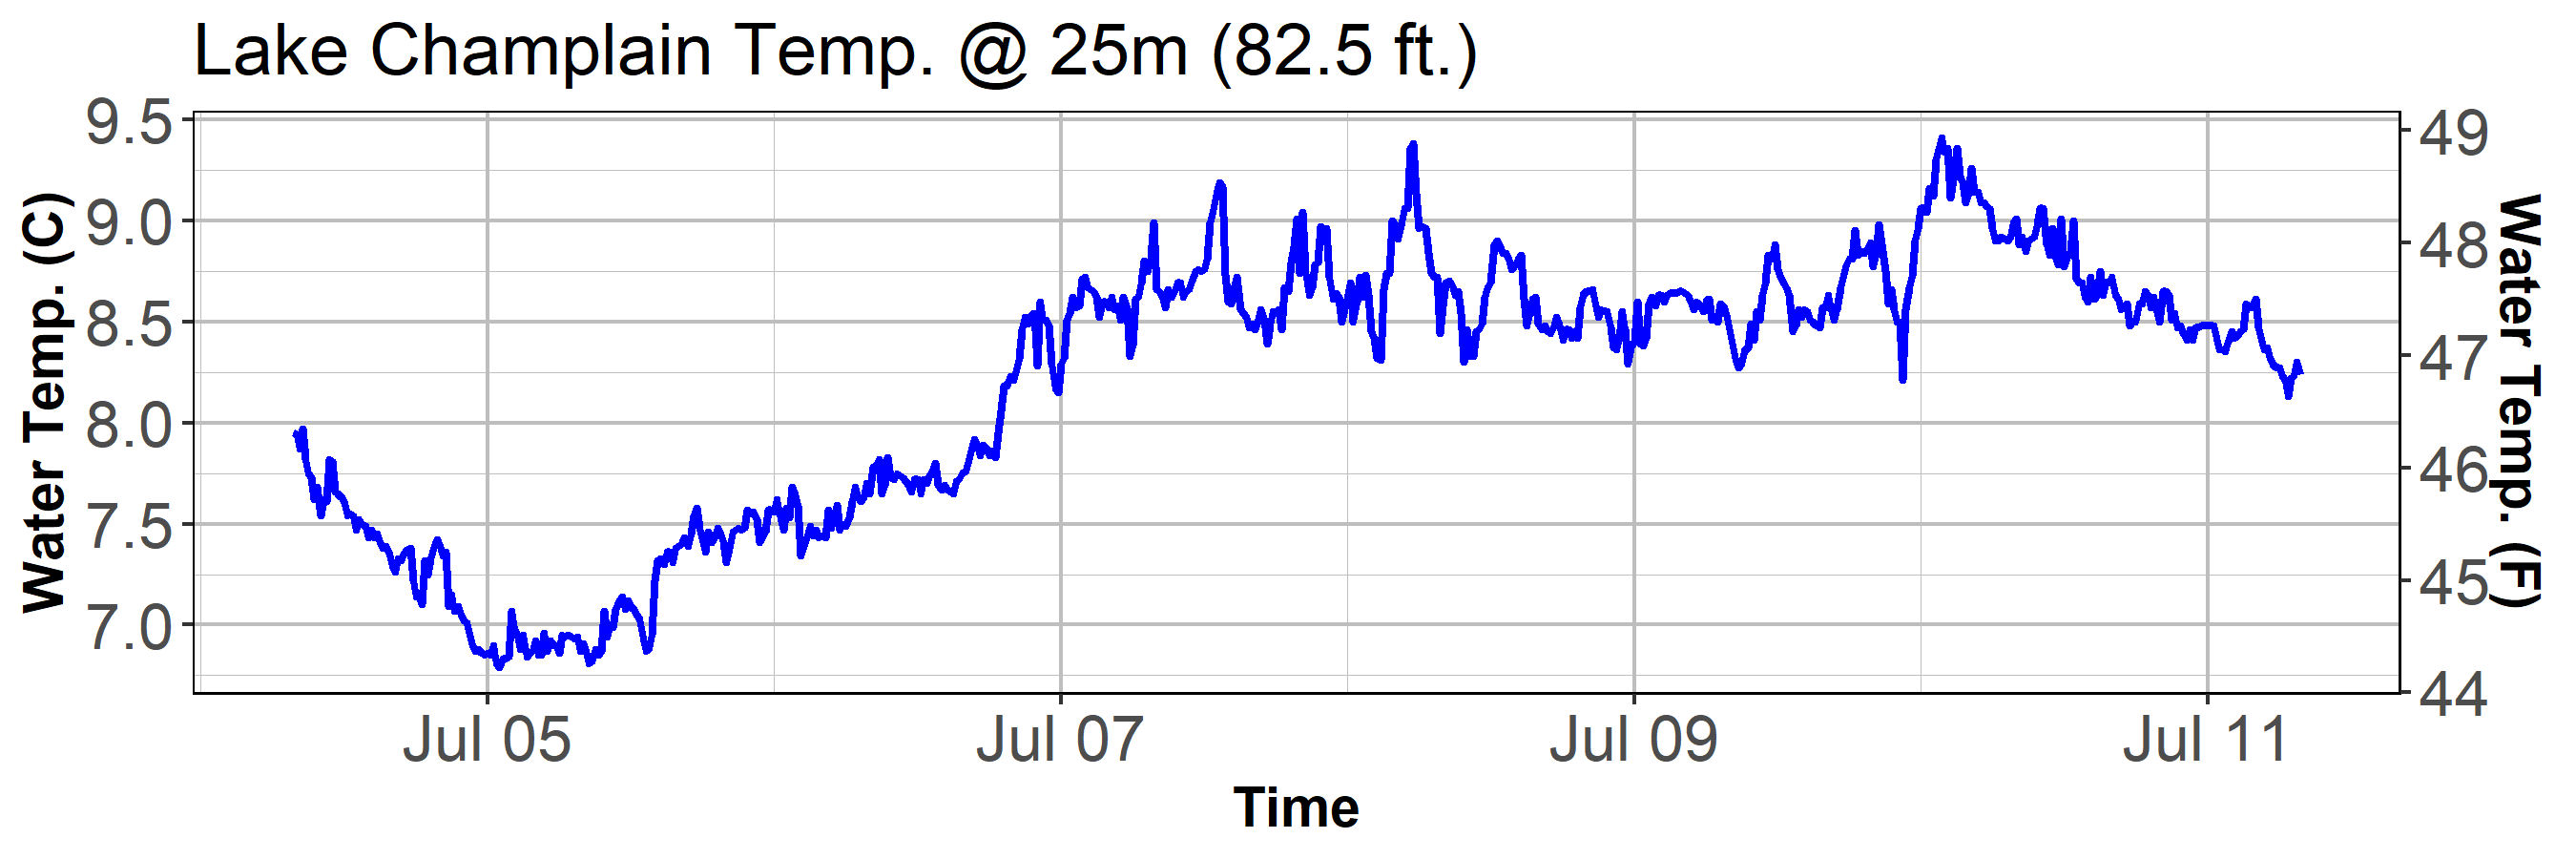 Lake Champlain Temp. @ 25m (82.5 ft.)
Water Temp. (C)
9.5
9.0
8.5
8.0
7.5
7.0
49
48
47
46
45
44
Water Temp. (F)
Jul 05
Jul 07
Jul 09
Jul 11
Time